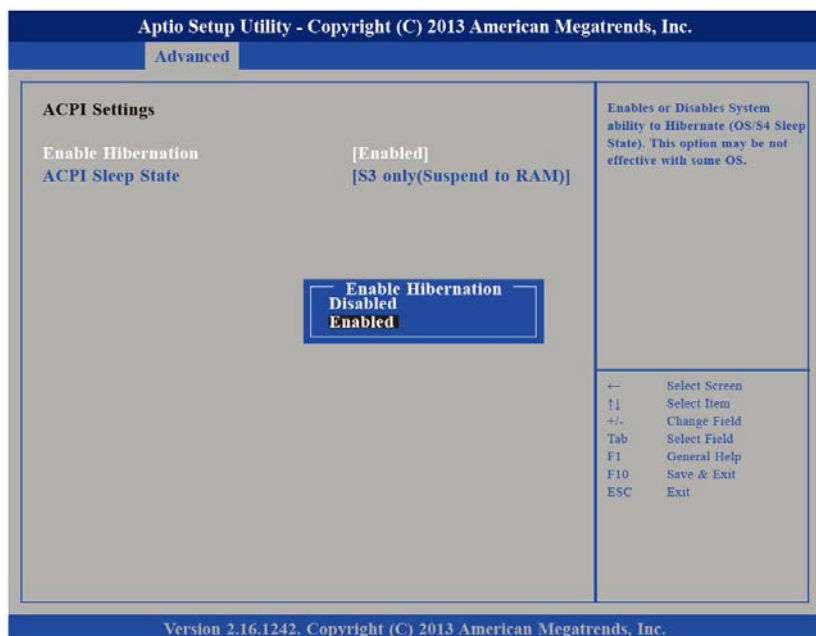 Aptio Setup Utility - Copyright (C) 2013 American Megatrends, Inc.
Advanced
ACPI Settings
Enable Hibernation [Enabled]
ACPI Sleep State [S3 only(Suspend to RAM)]
Enable Hibernation
Disabled
Enabled
Enables or Disables System
ability to Hibernate (OS/S4 Sleep
State). This option may be not
effective with some OS.
← Select Screen
↑↓ Select Item
+/- Change Field
Tab Select Field
F1 General Help
F10 Save & Exit
ESC Exit
Version 2.16.1242. Copyright (C) 2013 American Megatrends, Inc.